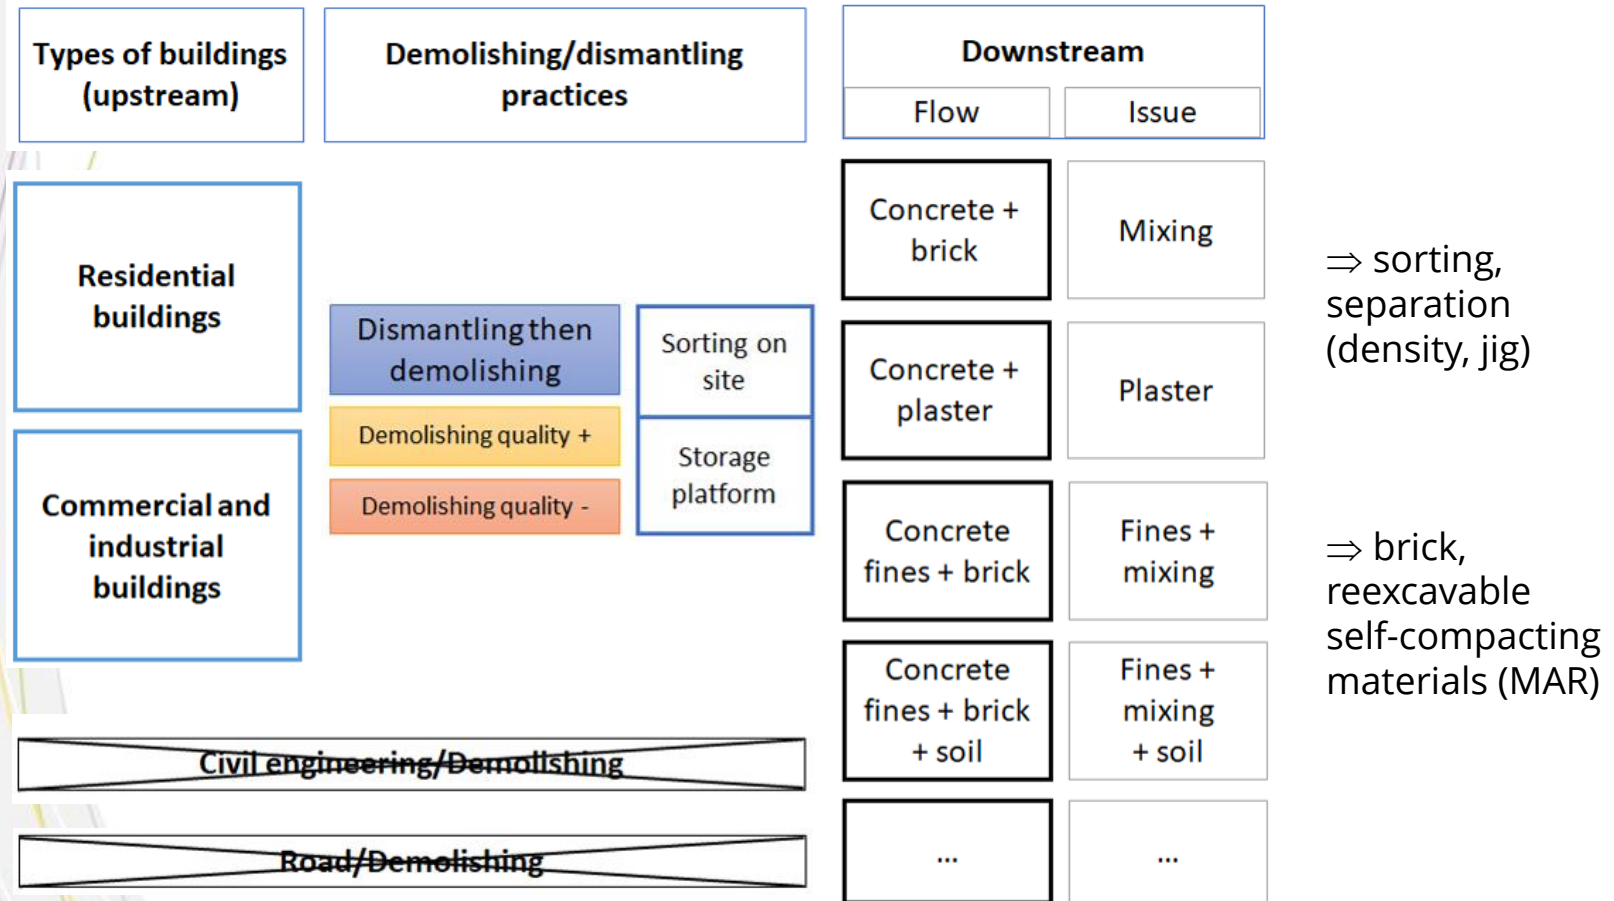 Types of buildings
(upstream)
Demolishing/dismantling
practices
Downstream
Flow
Issue
Residential
buildings
Commercial and
industrial
buildings
Dismantling then
demolishing
Demolishing quality +
Demolishing quality -
Sorting on
site
Storage
platform
Concrete +
brick
Mixing
Concrete +
plaster
Plaster
Concrete
fines + brick
Fines +
mixing
Concrete
fines + brick
+ soil
Fines +
mixing
+ soil
...
...
⇒ sorting,
separation
(density, jig)
⇒ brick,
reexcavable
self-compacting
materials (MAR)
Civil engineering/Demolishing
Road/Demolishing